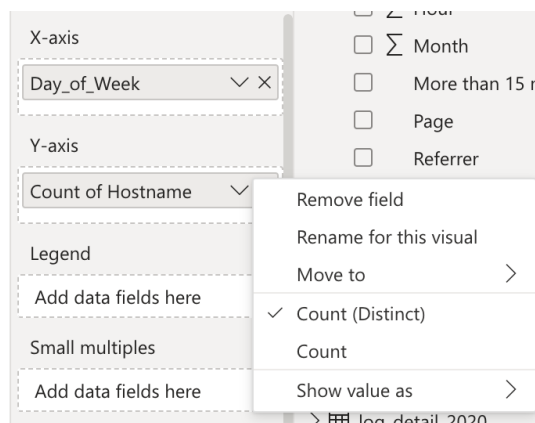 X-axis
Day_of_Week
Y-axis
Count of Hostname
Legend
Add data fields here
Small multiples
Add data fields here
Hour
Month
More than 15
Page
Referrer
Remove field
Rename for this visual
Move to
Count (Distinct)
Count
Show value as
log_detail_2020